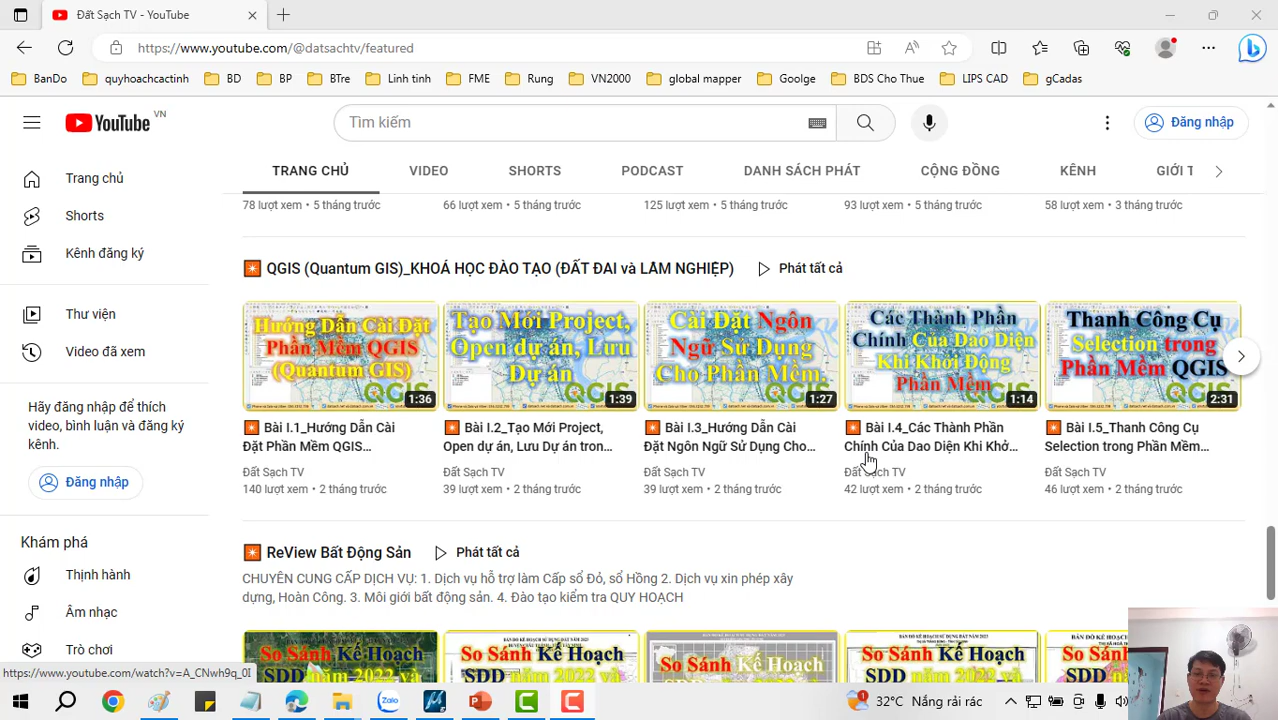 Đất Sạch TV - YouTube
https://www.youtube.com/@datsachtv/featured
BanDo quyhoachcactinh BD BP BTre Linh tinh FME Rung VN2000 global mapper Goolge BDS Cho Thue LIPS CAD gCadas
YouTube VN
Tìm kiếm
Đăng nhập
TRANG CHỦ VIDEO SHORTS PODCAST DANH SÁCH PHÁT CỘNG ĐỒNG KÊNH GIỚI T
78 lượt xem • 5 tháng trước 66 lượt xem • 5 tháng trước 125 lượt xem • 5 tháng trước 93 lượt xem • 5 tháng trước 58 lượt xem • 3 tháng trước
Trang chủ
Shorts
Kênh đăng ký
Thư viện
Video đã xem
Hãy đăng nhập để thích
video, bình luận và đăng
kênh.
Đăng nhập
Khám phá
Thịnh hành
Âm nhạc
Trò chơi
QGIS (Quantum GIS)_KHOÁ HỌC ĐÀO TẠO (ĐẤT ĐAI và LÂM NGHIỆP) Phát tất cả
Hướng Dẫn Cài Đặt
Phần Mềm QGIS
(Quantum GIS)
1:36
Bài I.1_Hướng Dẫn Cài
Đặt Phần Mềm QGIS...
Đất Sạch TV
140 lượt xem • 2 tháng trước
Tạo Mới Project,
Open dự án, Lưu
Dự án
QGIS
1:39
Bài I.2_Tạo Mới Project,
Open dự án, Lưu Dự án tron...
Đất Sạch TV
39 lượt xem • 2 tháng trước
Cài Đặt Ngôn
Ngữ Sử Dụng
Cho Phần Mềm
QGIS
1:27
Bài I.3_Hướng Dẫn Cài
Đặt Ngôn Ngữ Sử Dụng Cho...
Đất Sạch TV
39 lượt xem • 2 tháng trước
Các Thành Phần
Chính Của Dao Diện
Khi Khởi Động
Phần Mềm
QGIS
1:14
Bài I.4_Các Thành Phần
Chính Của Dao Diện Khi Khở...
Đất Sạch TV
42 lượt xem • 2 tháng trước
Thanh Công Cụ
Selection trong
Phần Mềm QGIS
QGIS
2:31
Bài I.5_Thanh Công Cụ
Selection trong Phần Mềm...
Đất Sạch TV
46 lượt xem • 2 tháng trước
ReView Bất Động Sản Phát tất cả
CHUYÊN CUNG CẤP DỊCH VỤ: 1. Dịch vụ hỗ trợ làm Cấp sổ Đỏ, sổ Hồng 2. Dịch vụ xin phép xây
dựng, Hoàn Công. 3. Môi giới bất động sản. 4. Đào tạo kiểm tra QUY HOẠCH
So Sánh Kế Hoạch
SDD năm 2022 và
So Sánh Kế Hoạch
SDD năm 2022 và
So Sánh Kế Hoạch
So Sánh Kế Hoạch
SDD năm 2022 và
So Sánh Kế
SDD năm
https://www.youtube.com/watch?v=A_CNwh9q_0I
Zalo
32°C Nắng rải rác